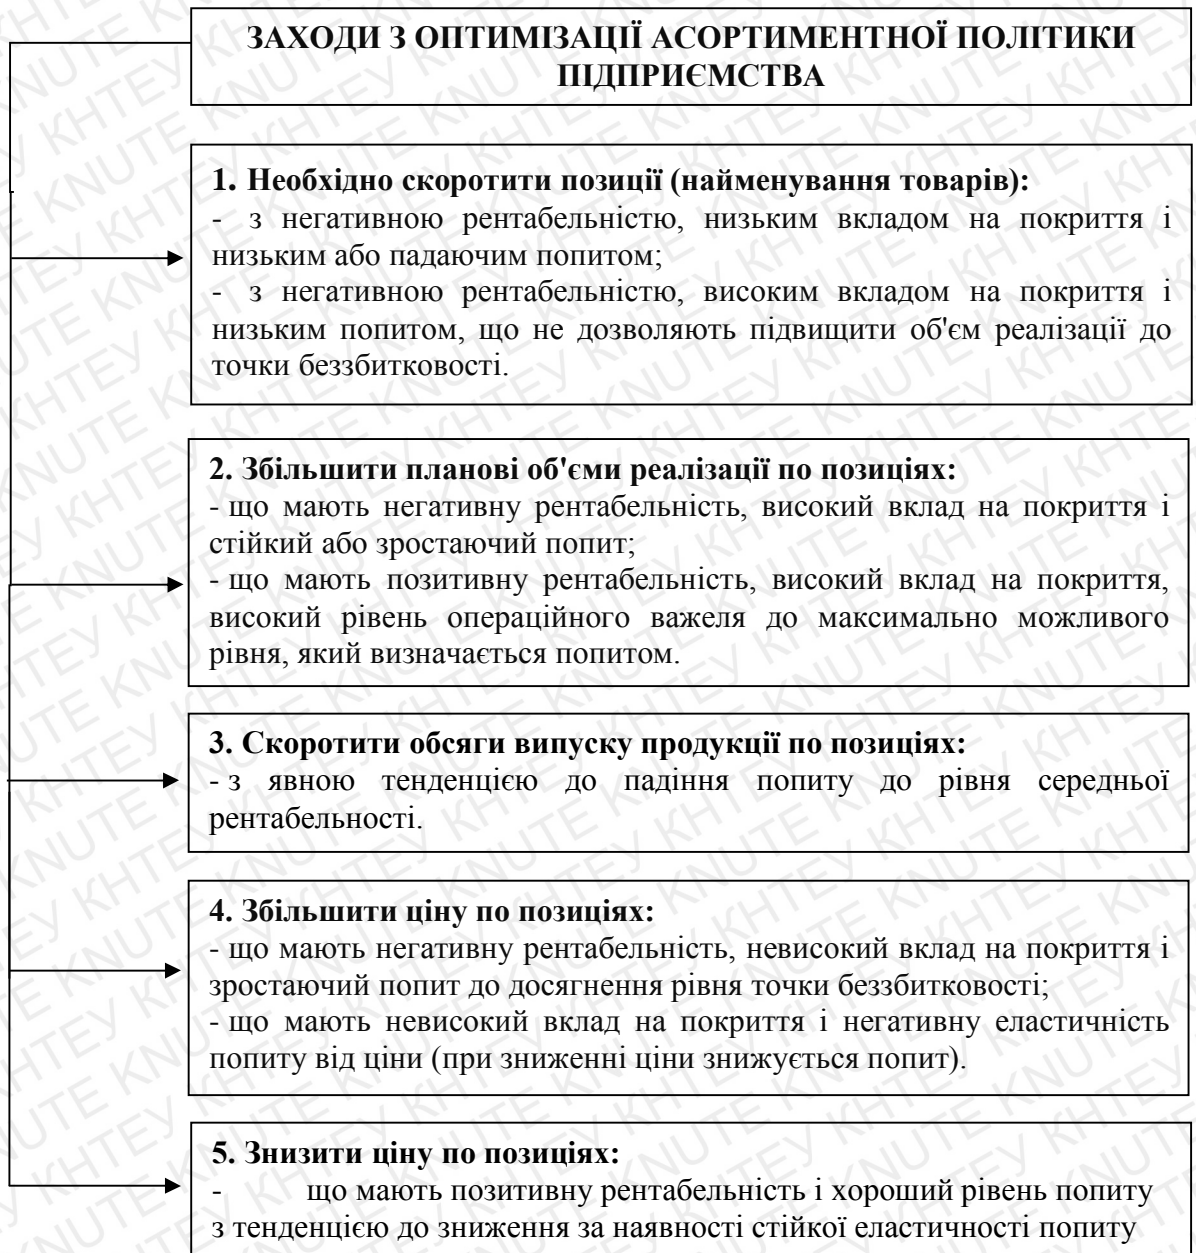 ЗАХОДИ З ОПТИМІЗАЦІЇ АСОРТИМЕНТНОЇ ПОЛІТИКИ
ПІДПРИЄМСТВА
1. Необхідно скоротити позиції (найменування товарів):
- з негативною рентабельністю, низьким вкладом на покриття і
низьким або падаючим попитом;
- з негативною рентабельністю, високим вкладом на покриття і
низьким попитом, що не дозволяють підвищити об'єм реалізації до
точки беззбитковості.
2. Збільшити планові об'єми реалізації по позиціях:
- що мають негативну рентабельність, високий вклад на покриття і
стійкий або зростаючий попит;
- що мають позитивну рентабельність, високий вклад на покриття,
високий рівень операційного важеля до максимально можливого
рівня, який визначається попитом.
3. Скоротити обсяги випуску продукції по позиціях:
- з явною тенденцією до падіння попиту до рівня середньої
рентабельності.
4. Збільшити ціну по позиціях:
- що мають негативну рентабельність, невисокий вклад на покриття і
зростаючий попит до досягнення рівня точки беззбитковості;
- що мають невисокий вклад на покриття і негативну еластичність
попиту від ціни (при зниженні ціни знижується попит).
5. Знизити ціну по позиціях:
- що мають позитивну рентабельність і хороший рівень попиту
з тенденцією до зниження за наявності стійкої еластичності попиту